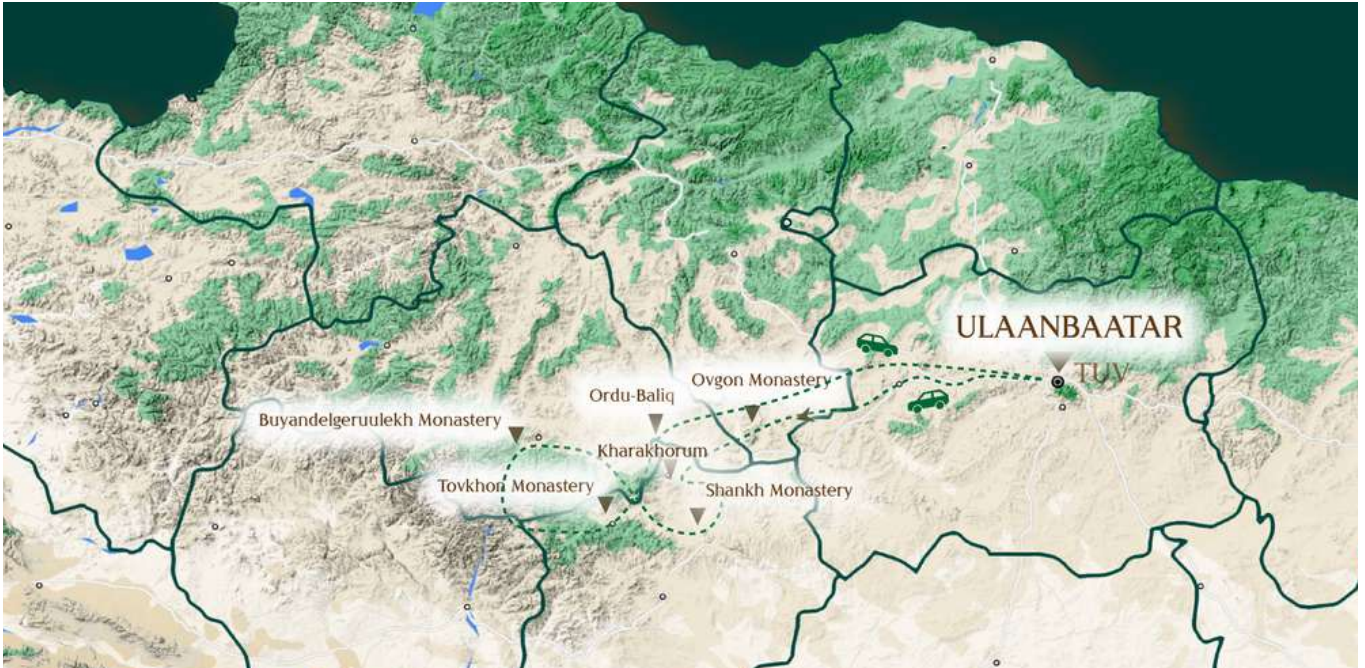 ULAANBAATAR
TUV
Ovgon Monastery
Ordu-Baliq
Buyandelgeruulekh Monastery
Kharakhorum
Tovkhon Monastery
Shankh Monastery